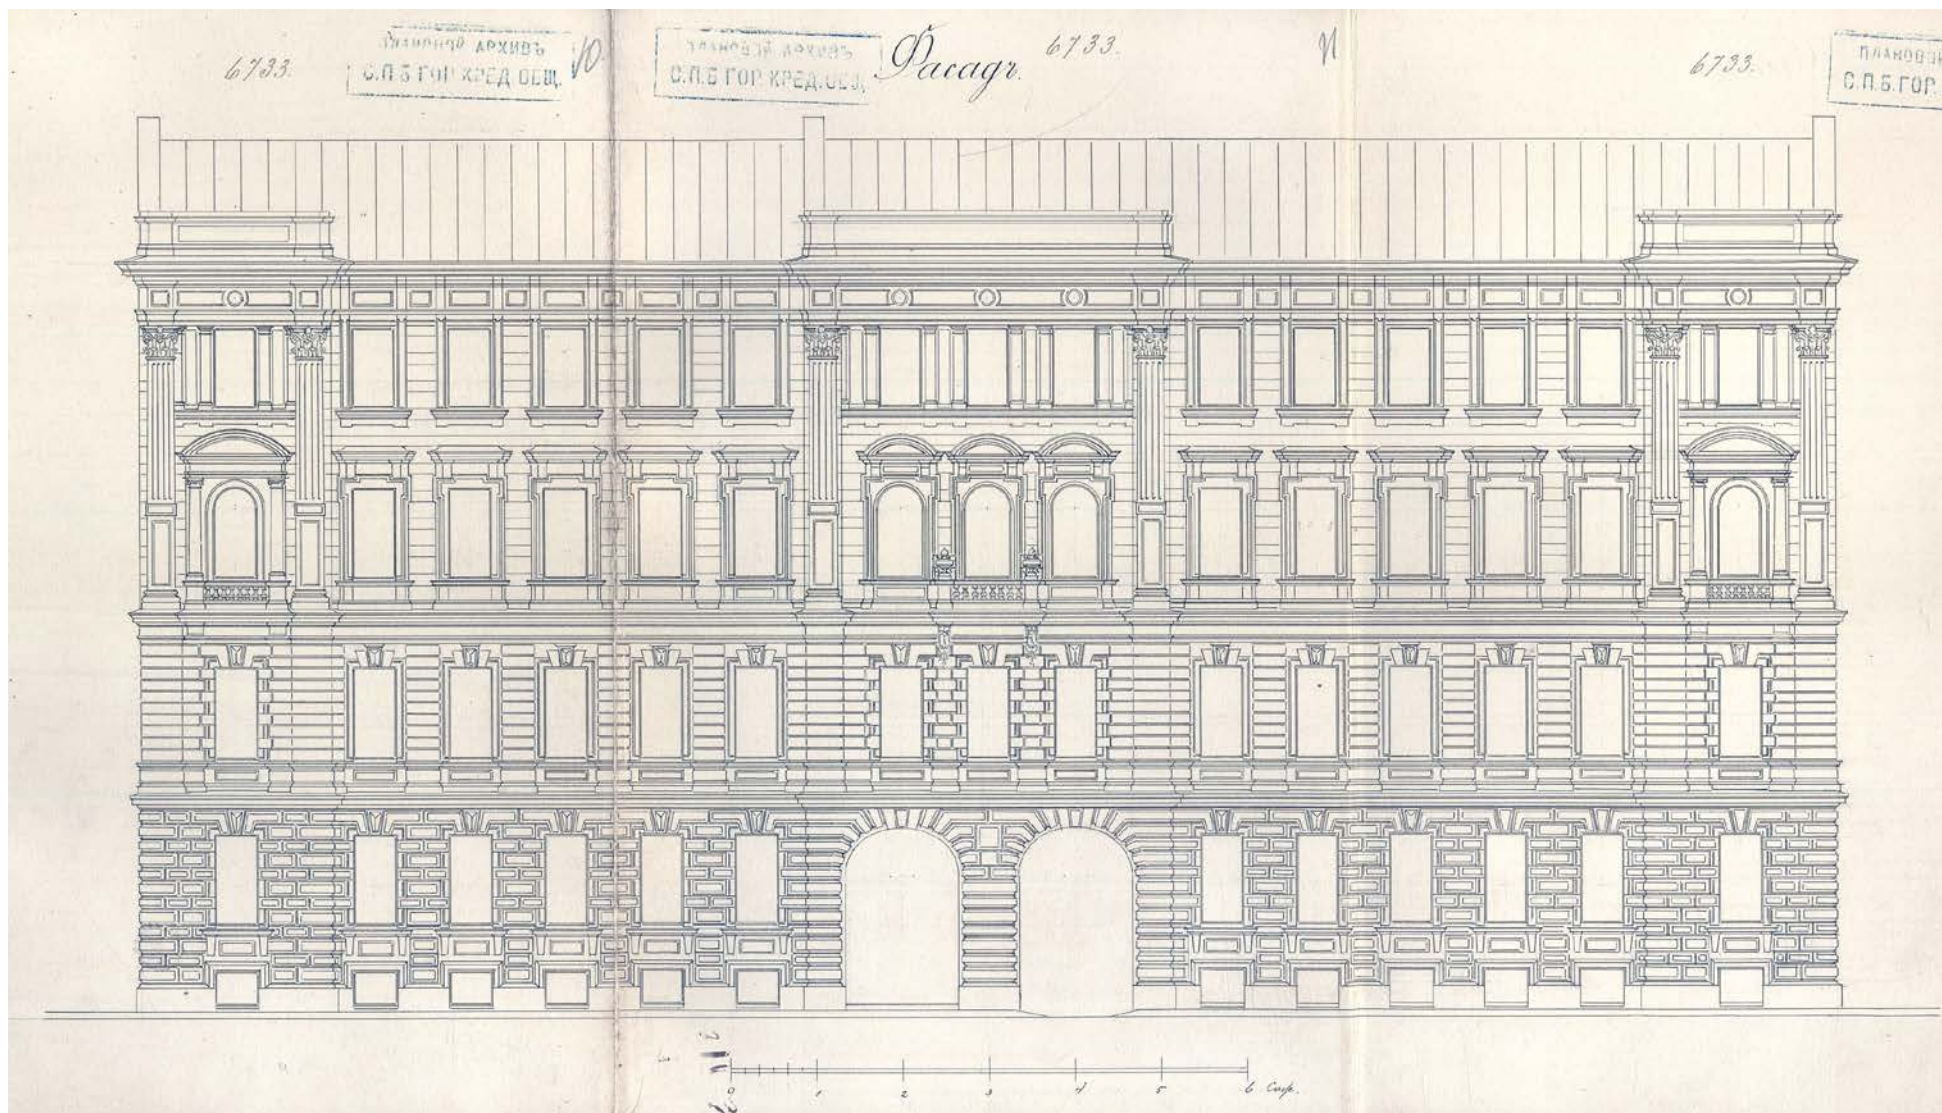 6733.
ПЛАНОВОЙ АРХИВЪ
С.П.Б ГОР. КРЕД. ОБЩ.
10.
ПЛАНОВОЙ АРХИВЪ
С.П.Б ГОР. КРЕД. ОБЩ.
Фасадъ.
6733.
11
6733.
ПЛАНОВОЙ
С.П.Б. ГОР.
0 1 2 3 4 5 6 Саж.